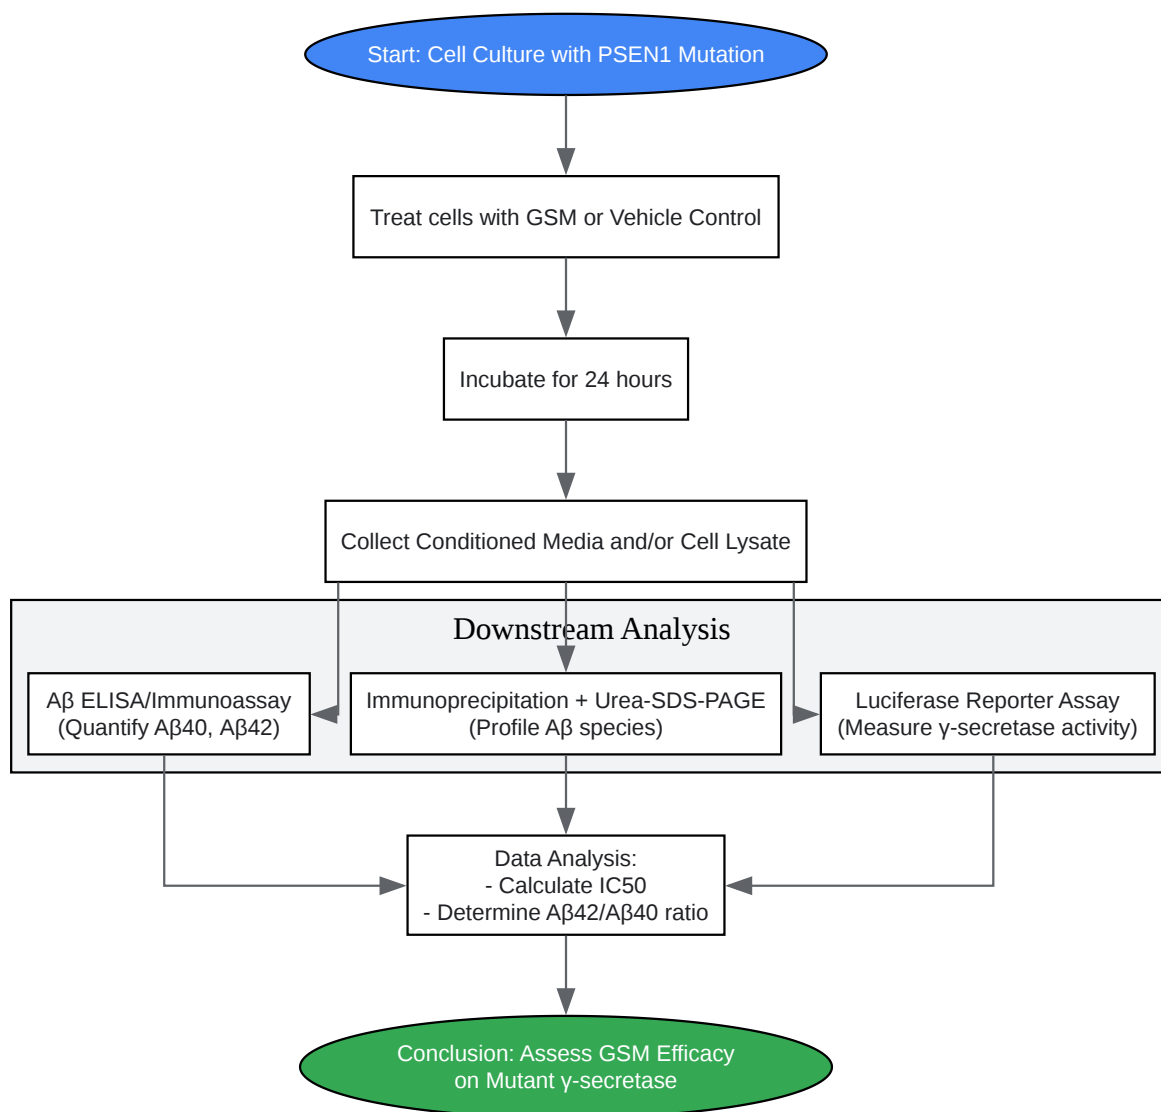 Start: Cell Culture with PSEN1 Mutation
Treat cells with GSM or Vehicle Control
Incubate for 24 hours
Collect Conditioned Media and/or Cell Lysate
Downstream Analysis
Aβ ELISA/Immunoassay
(Quantify Aβ40, Aβ42)
Immunoprecipitation + Urea-SDS-PAGE
(Profile Aβ species)
Luciferase Reporter Assay
(Measure γ-secretase activity)
Data Analysis:
- Calculate IC50
- Determine Aβ42/Aβ40 ratio
Conclusion: Assess GSM Efficacy
on Mutant γ-secretase